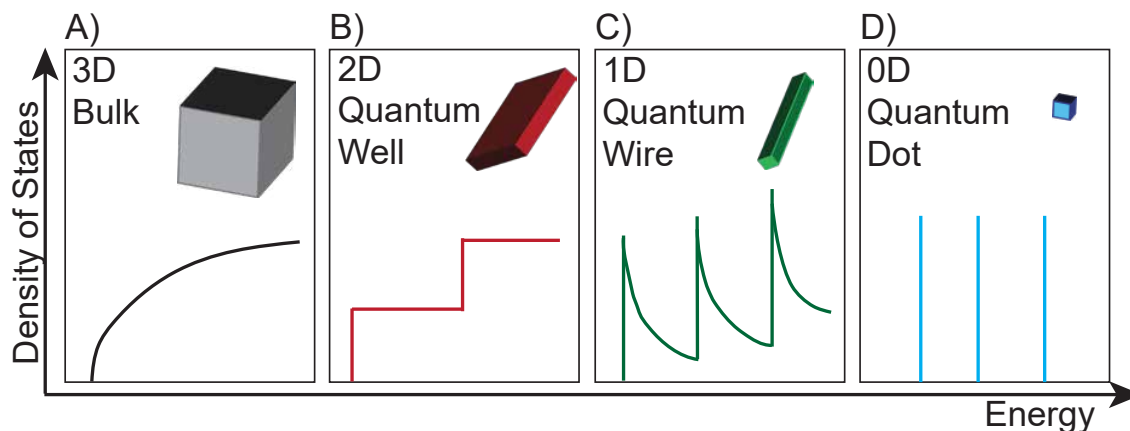 A)
3D
Bulk
B)
2D
Quantum
Well
C)
1D
Quantum
Wire
D)
0D
Quantum
Dot
Density of States
Energy